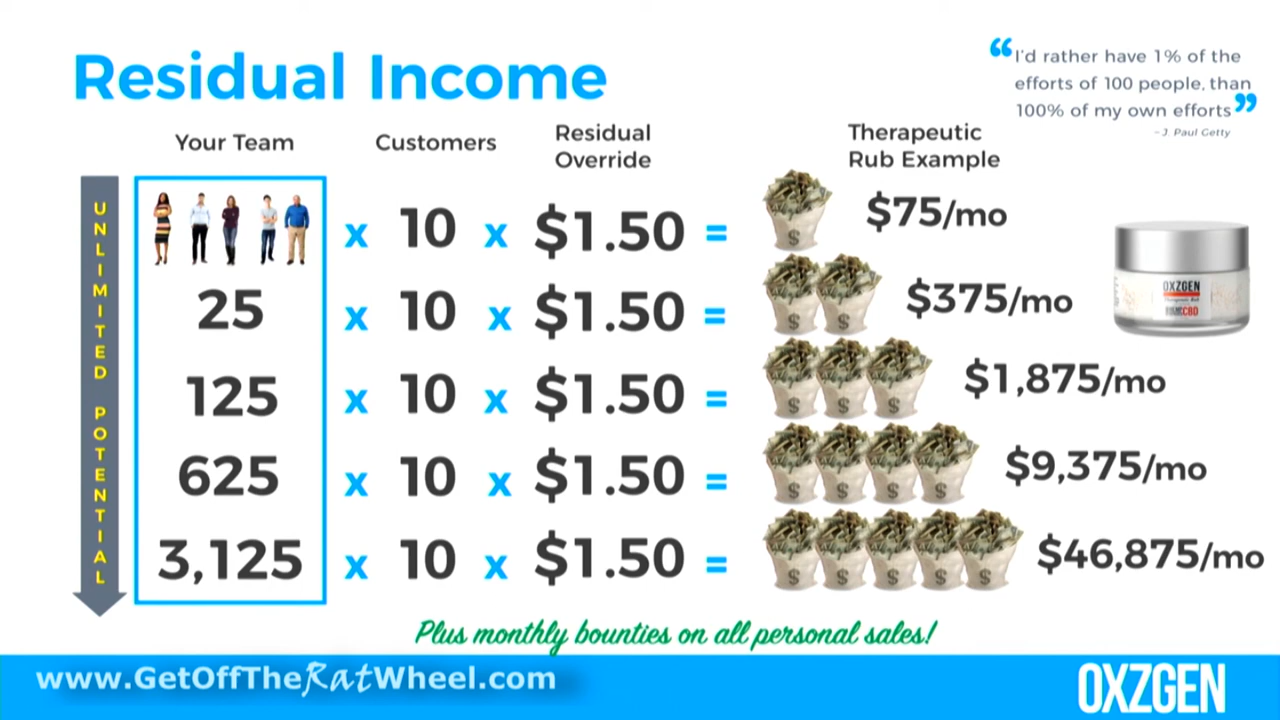 Residual Income
“I'd rather have 1% of the
efforts of 100 people, than
100% of my own efforts”
– J. Paul Getty
Your Team
Customers
Residual
Override
Therapeutic
Rub Example
UNLIMITED POTENTIAL
x 10 x $1.50 = $75/mo
25 x 10 x $1.50 = $375/mo
125 x 10 x $1.50 = $1,875/mo
625 x 10 x $1.50 = $9,375/mo
3,125 x 10 x $1.50 = $46,875/mo
OXZGEN
Therapeutic Rub
CBD
Plus monthly bounties on all personal sales!
www.GetOffTheRatWheel.com
OXZGEN